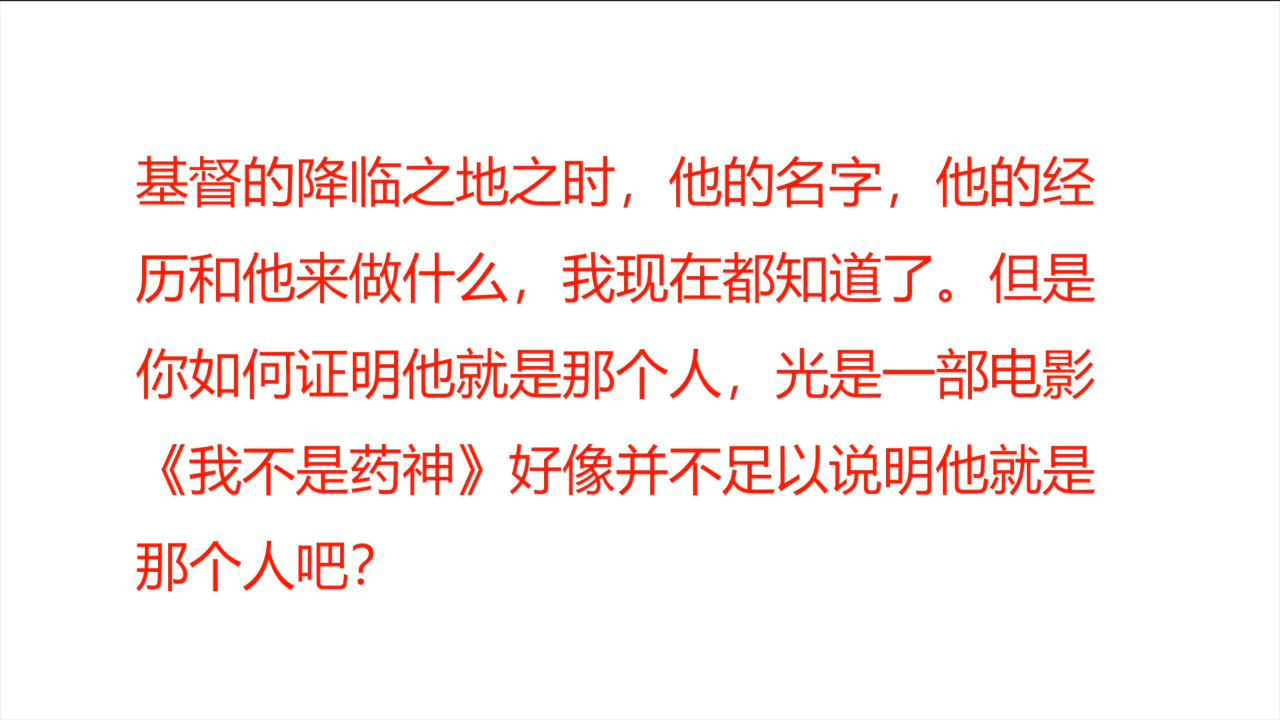 基督的降临之地之时，他的名字，他的经
历和他来做什么，我现在都知道了。但是
你如何证明他就是那个人，光是一部电影
《我不是药神》好像并不足以说明他就是
那个人吧？